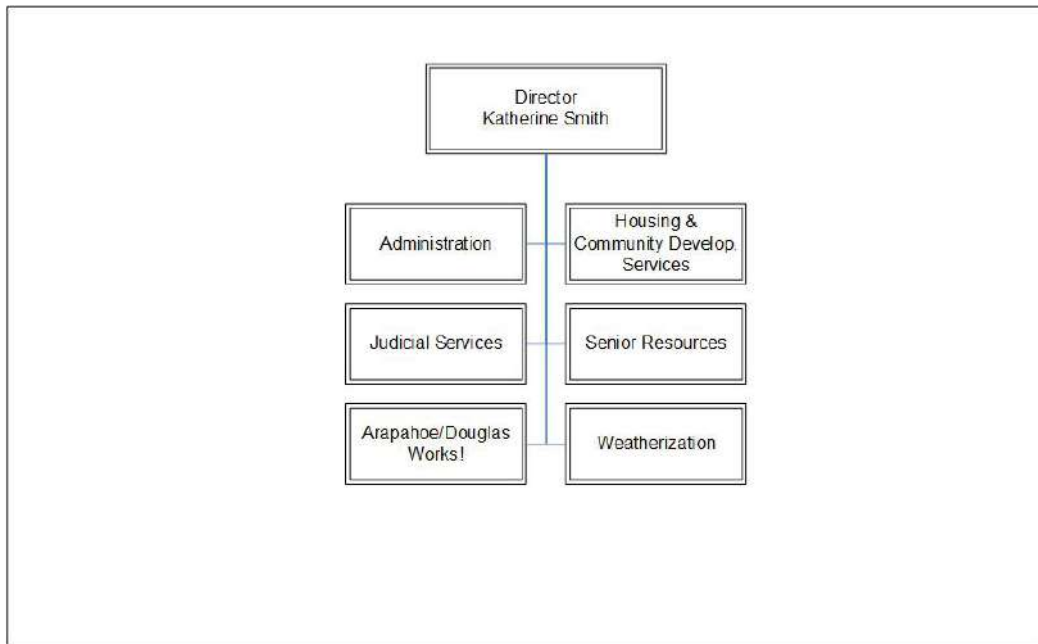 Director
Katherine Smith
Administration
Housing &
Community Develop.
Services
Judicial Services
Senior Resources
Arapahoe/Douglas
Works!
Weatherization